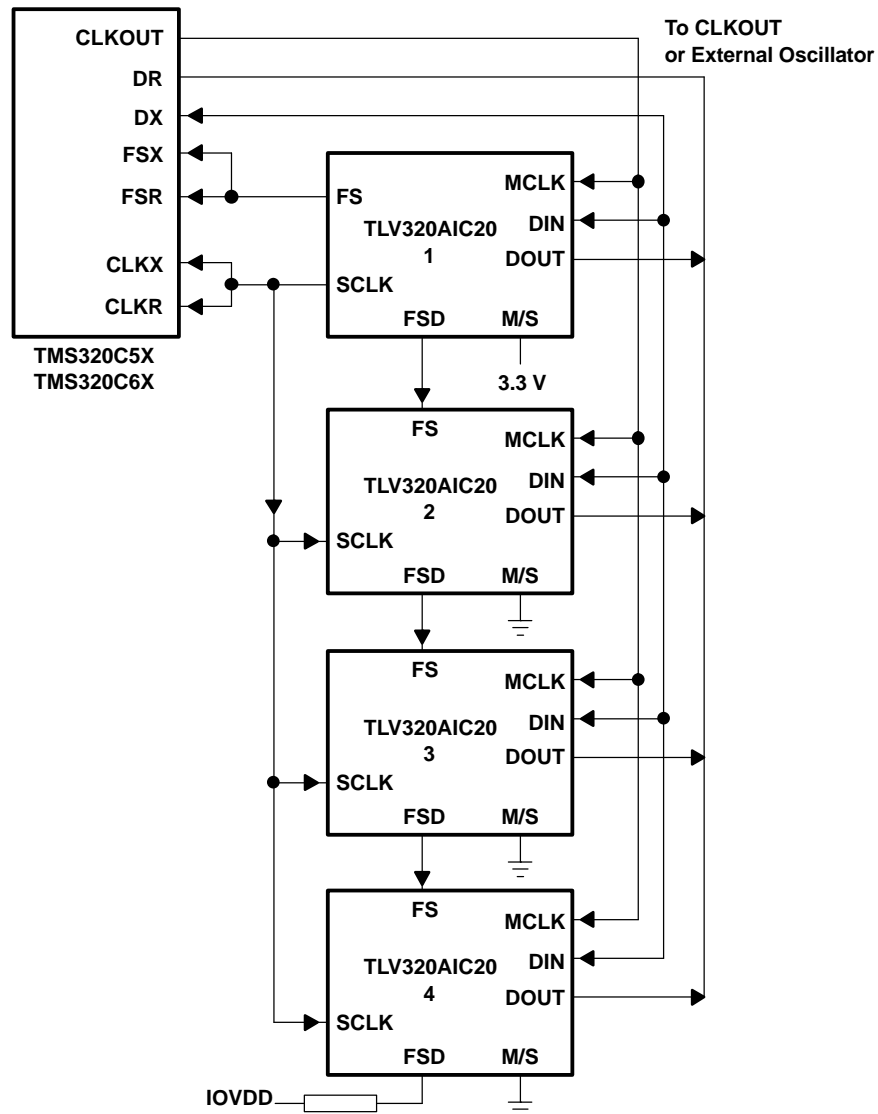 CLKOUT
DR
DX
FSX
FSR
CLKX
CLKR
TMS320C5X
TMS320C6X
To CLKOUT
or External Oscillator
FS
MCLK
DIN
TLV320AIC20
1
DOUT
SCLK
FSD
M/S
3.3 V
FS
MCLK
DIN
TLV320AIC20
2
DOUT
SCLK
FSD
M/S
FS
MCLK
DIN
TLV320AIC20
3
DOUT
SCLK
FSD
M/S
FS
MCLK
DIN
TLV320AIC20
4
DOUT
SCLK
FSD
M/S
IOVDD